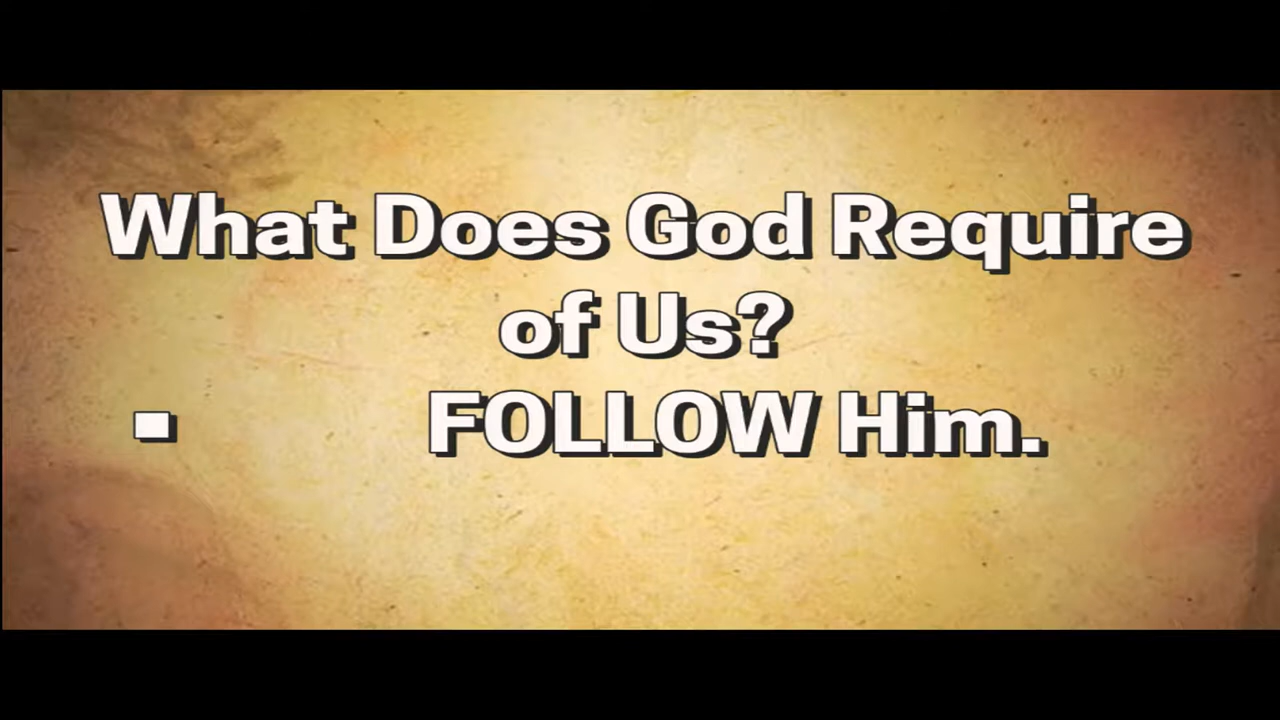 What Does God Require
of Us?
▪ FOLLOW Him.